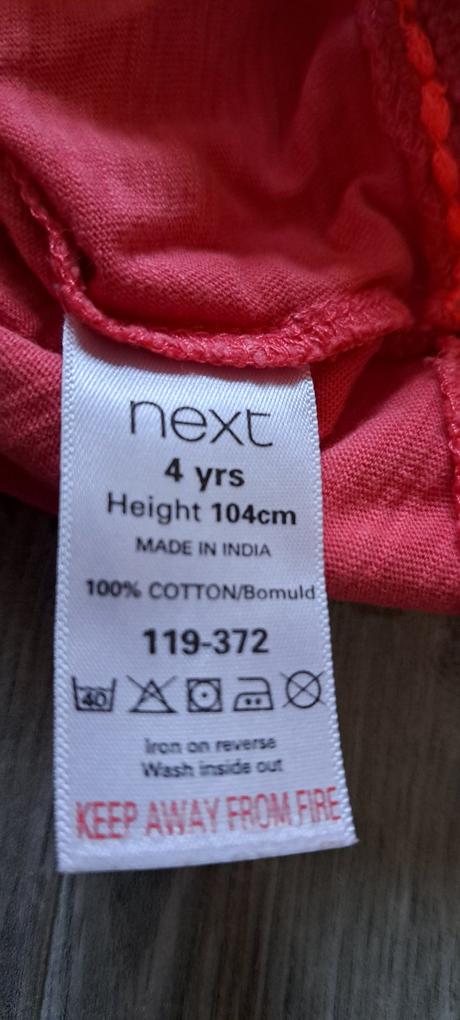 next
4 yrs
Height 104cm
MADE IN INDIA
100% COTTON/Bomuld
119-372
40
Iron on reverse
Wash inside out
KEEP AWAY FROM FIRE